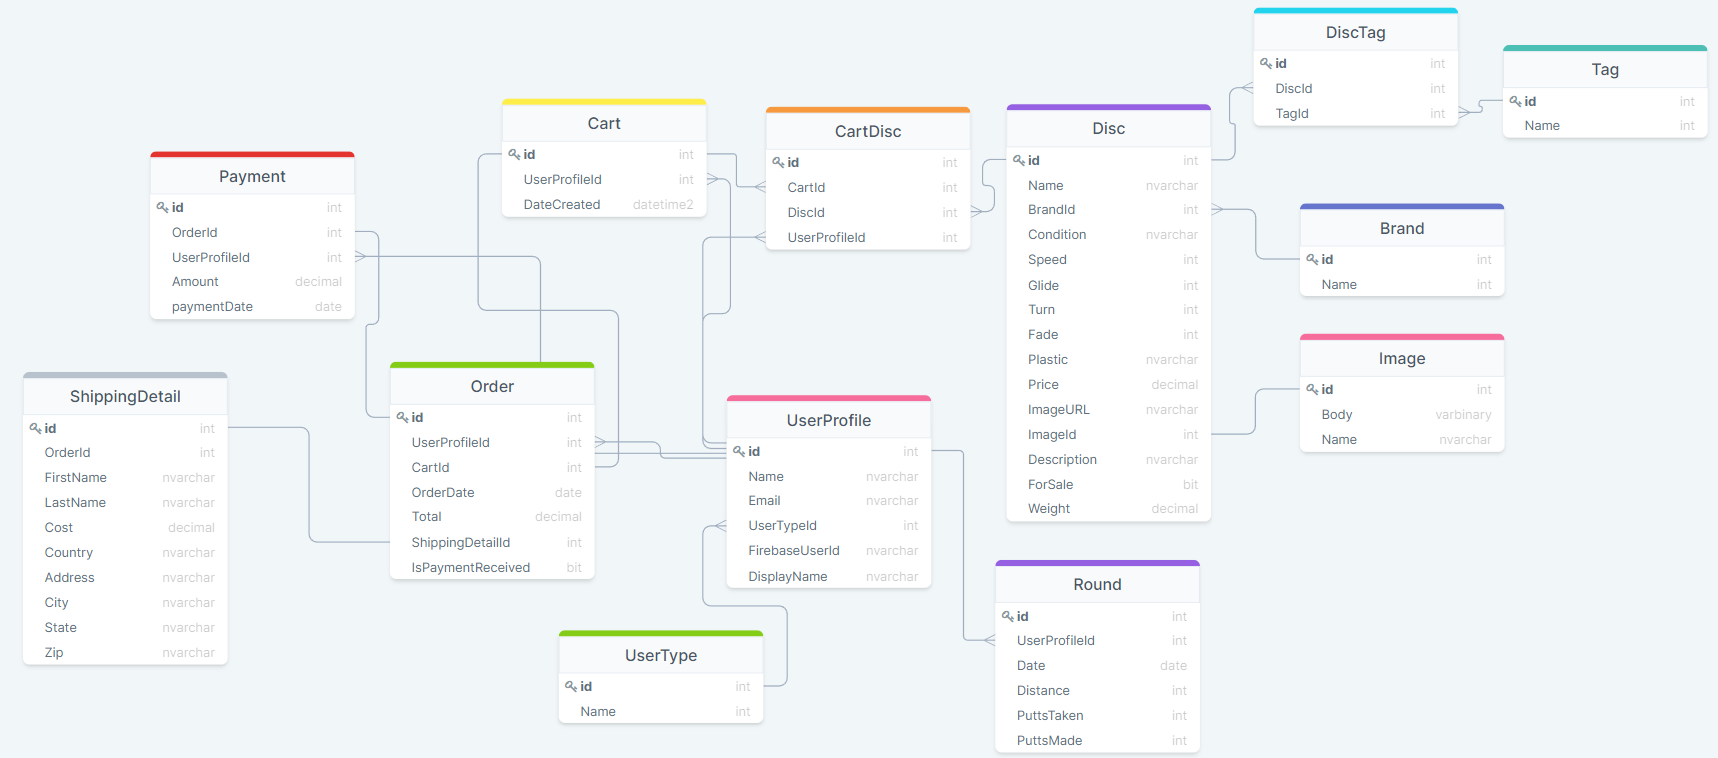 DiscTag
id int
DiscId int
TagId int
Tag
id int
Name int
Cart
id int
UserProfileId int
DateCreated datetime2
CartDisc
id int
CartId int
DiscId int
UserProfileId int
Disc
id int
Name nvarchar
BrandId int
Condition nvarchar
Speed int
Glide int
Turn int
Fade int
Plastic nvarchar
Price decimal
ImageURL nvarchar
ImageId int
Description nvarchar
ForSale bit
Weight decimal
Payment
id int
OrderId int
UserProfileId int
Amount decimal
paymentDate date
Brand
id int
Name int
Image
id int
Body varbinary
Name nvarchar
ShippingDetail
id int
OrderId int
FirstName nvarchar
LastName nvarchar
Cost decimal
Country nvarchar
Address nvarchar
City nvarchar
State nvarchar
Zip nvarchar
Order
id int
UserProfileId int
CartId int
OrderDate date
Total decimal
ShippingDetailId int
IsPaymentReceived bit
UserProfile
id int
Name nvarchar
Email nvarchar
UserTypeId int
FirebaseUserId nvarchar
DisplayName nvarchar
UserType
id int
Name int
Round
id int
UserProfileId int
Date date
Distance int
PuttsTaken int
PuttsMade int